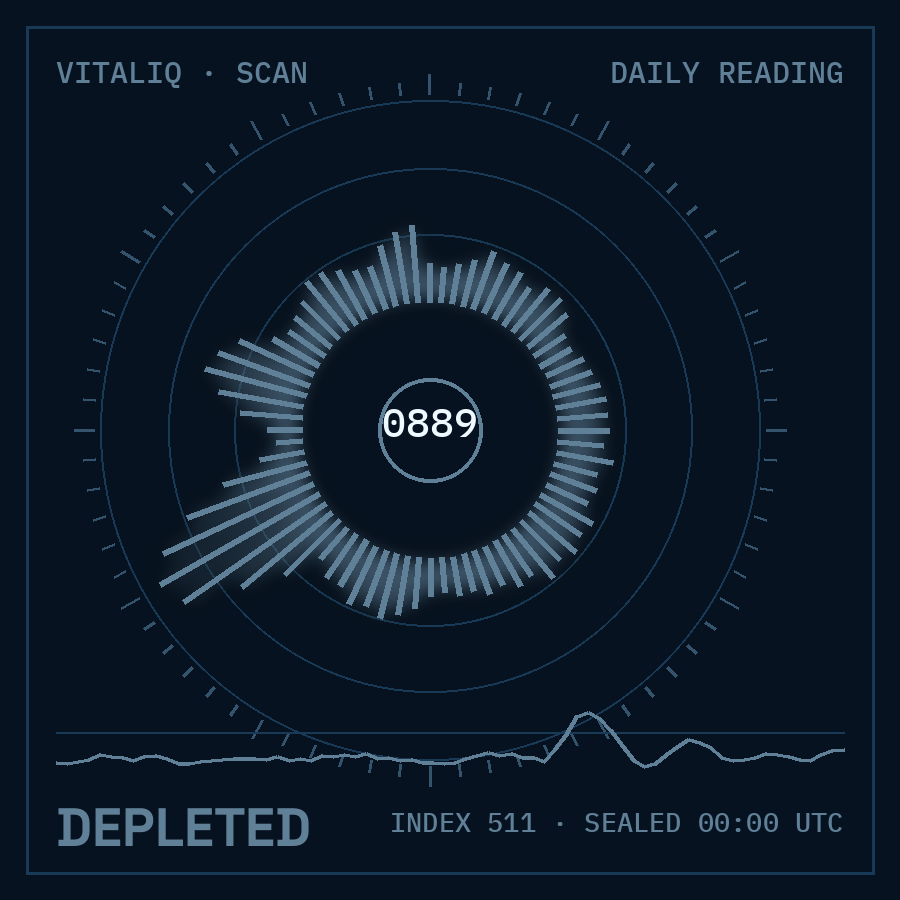 VITALIQ · SCAN
DAILY READING
0889
DEPLETED
INDEX 511 · SEALED 00:00 UTC